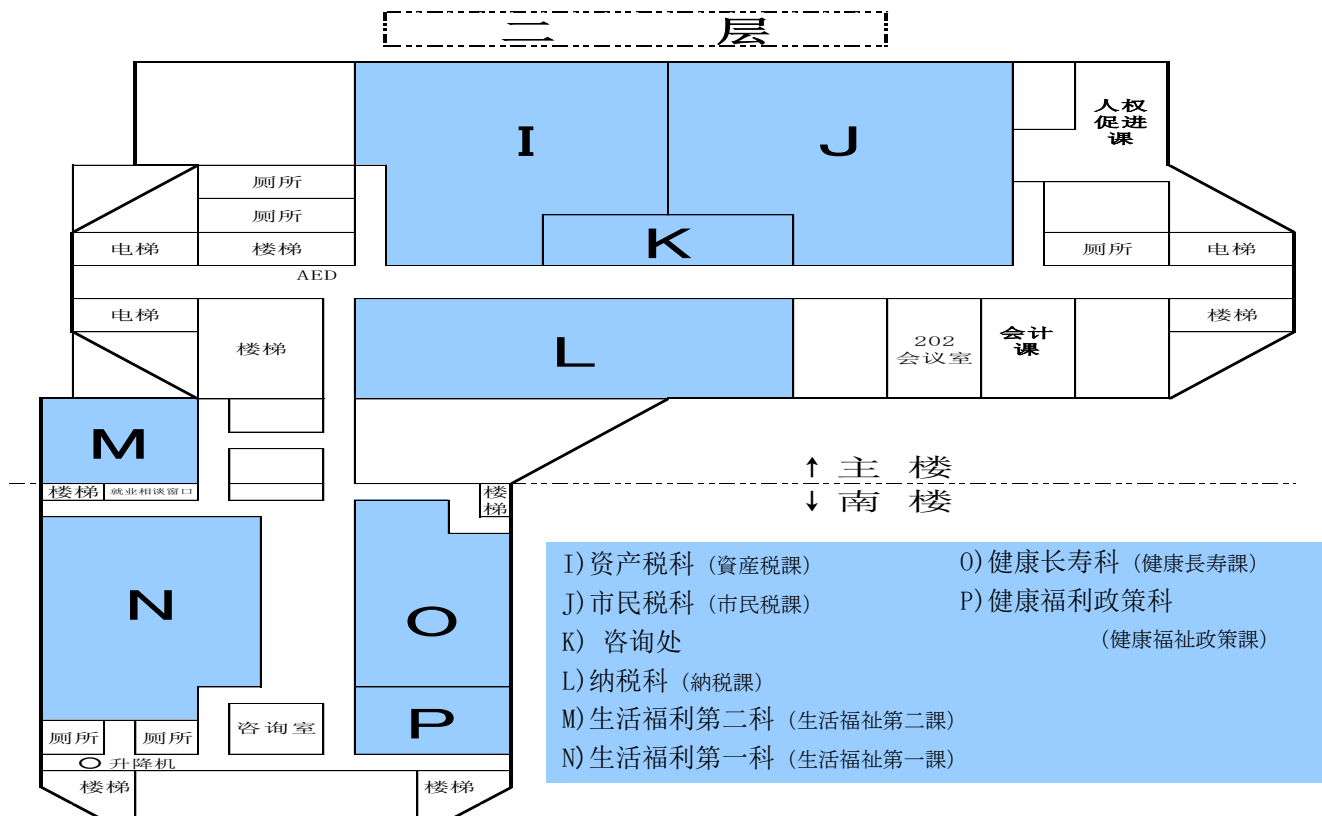 二 层
I
J
人权
促进
课
厕所
厕所
K
电梯
楼梯
厕所
电梯
AED
电梯
楼梯
楼梯
L
202
会议室
会计
课
M
↑ 主 楼
楼梯
就业相谈窗口
楼
梯
↓ 南 楼
N
O
P
咨询室
厕所
厕所
升降机
楼梯
楼梯
I)资产税科 (資産税課)
J)市民税科 (市民税課)
K) 咨询处
L)纳税科 (納税課)
M)生活福利第二科 (生活福祉第二課)
N)生活福利第一科 (生活福祉第一課)
O)健康长寿科 (健康長寿課)
P)健康福利政策科
(健康福祉政策課)